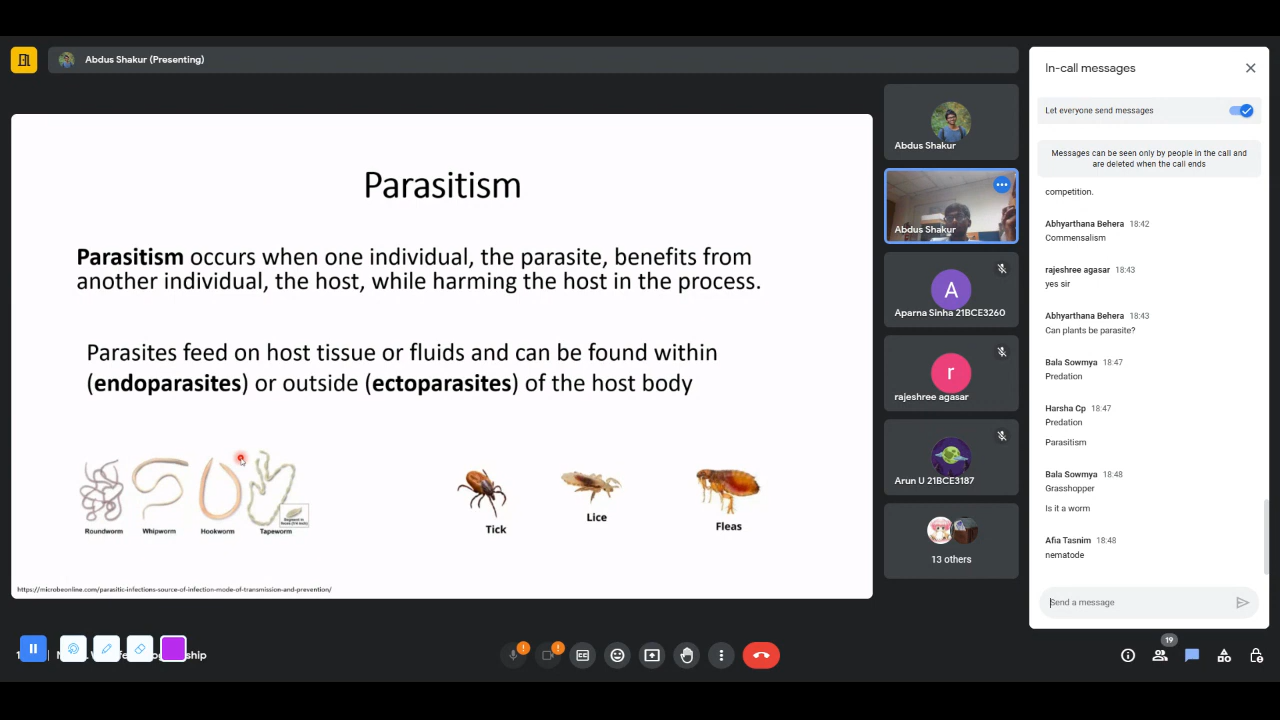 Abdus Shakur (Presenting)
Parasitism
Parasitism occurs when one individual, the parasite, benefits from
another individual, the host, while harming the host in the process.
Parasites feed on host tissue or fluids and can be found within
(endoparasites) or outside (ectoparasites) of the host body
Roundworm
Whipworm
Hookworm
Tapeworm
Tick
Lice
Fleas
https://microbeonline.com/parasitic-infections-source-of-infection-mode-of-transmission-and-prevention/
Abdus Shakur
Abdus Shakur
A
Aparna Sinha 21BCE3260
r
rajeshree agasar
Arun U 21BCE3187
13 others
In-call messages
Let everyone send messages
Messages can be seen only by people in the call and
are deleted when the call ends
competition.
Abhyarthana Behera 18:42
Commensalism
rajeshree agasar 18:43
yes sir
Abhyarthana Behera 18:43
Can plants be parasite?
Bala Sowmya 18:47
Predation
Harsha Cp 18:47
Predation
Parasitism
Bala Sowmya 18:48
Grasshopper
Is it a worm
Afia Tasnim 18:48
nematode
Send a message
19